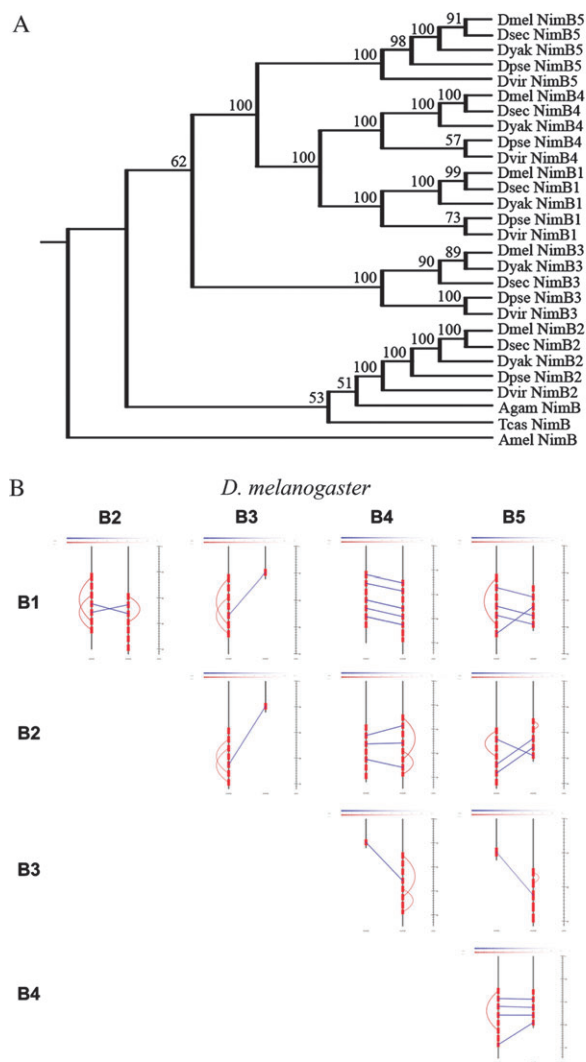 A
91
Dmel NimB5
100
Dsec NimB5
98
Dyak NimB5
100
Dpse NimB5
Dvir NimB5
100
100
Dmel NimB4
100
Dsec NimB4
100
Dyak NimB4
57
Dpse NimB4
Dvir NimB4
100
62
99
Dmel NimB1
100
Dsec NimB1
100
Dyak NimB1
73
Dpse NimB1
Dvir NimB1
89
Dmel NimB3
90
Dyak NimB3
100
Dsec NimB3
100
Dpse NimB3
Dvir NimB3
100
Dmel NimB2
100
Dsec NimB2
100
Dyak NimB2
100
Dpse NimB2
51
Dvir NimB2
53
Agam NimB
Tcas NimB
Amel NimB
B
D. melanogaster
B2 B3 B4 B5
B1
B2
B3
B4